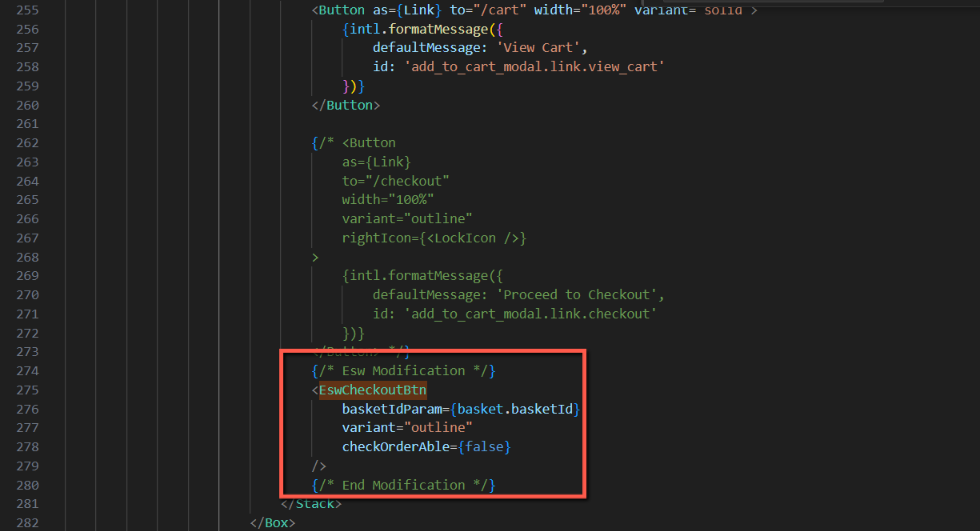 255 <Button as={Link} to="/cart" width="100%" variant= solid >
256 {intl.formatMessage({
257 defaultMessage: 'View Cart',
258 id: 'add_to_cart_modal.link.view_cart'
259 })}
260 </Button>
261
262 {/* <Button
263 as={Link}
264 to="/checkout"
265 width="100%"
266 variant="outline"
267 rightIcon={<LockIcon />}
268 >
269 {intl.formatMessage({
270 defaultMessage: 'Proceed to Checkout',
271 id: 'add_to_cart_modal.link.checkout'
272 })}
273 </Button> */}
274 {/* Esw Modification */}
275 <EswCheckoutBtn
276 basketIdParam={basket.basketId}
277 variant="outline"
278 checkOrderAble={false}
279 />
280 {/* End Modification */}
281 </Stack>
282 </Box>